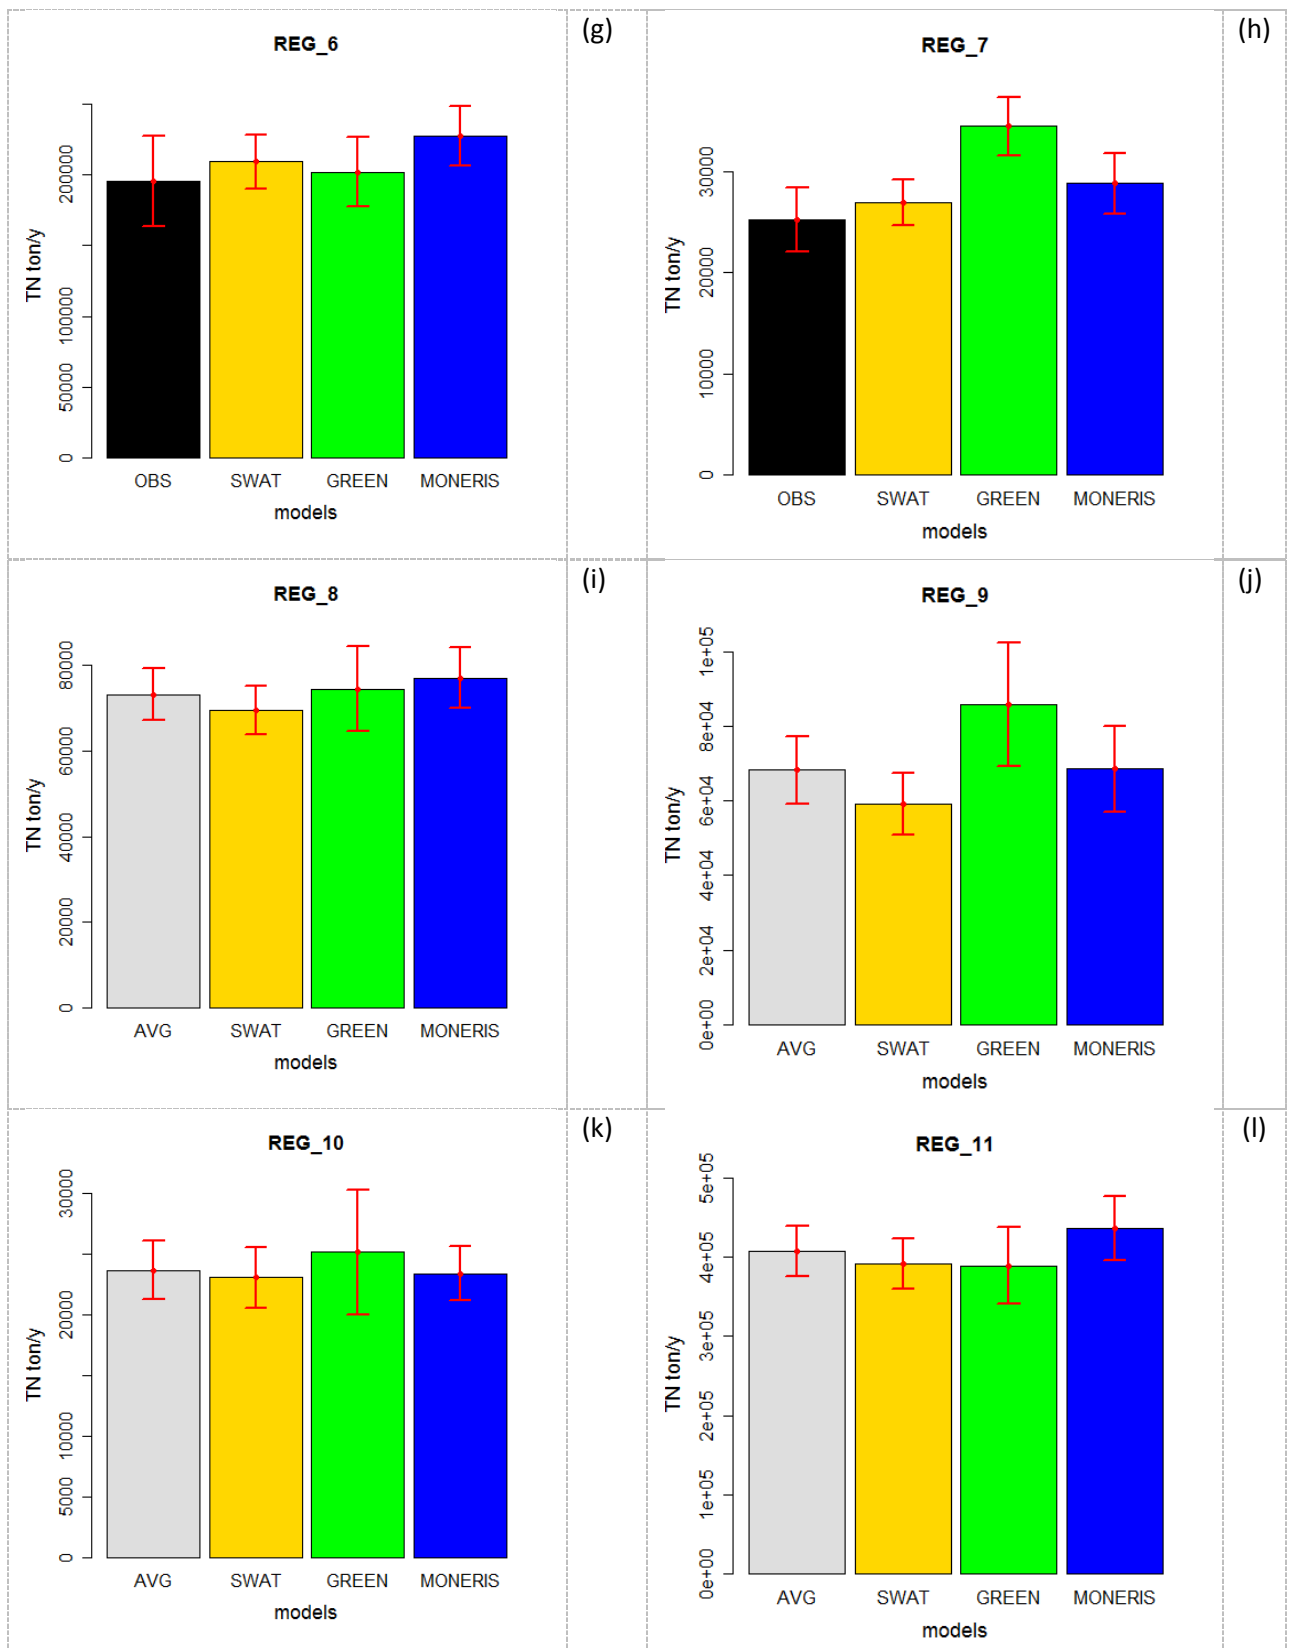 (g)
REG_6
TN ton/y
200000
100000
50000
0
OBS SWAT GREEN MONERIS
models
(h)
REG_7
TN ton/y
30000
20000
10000
0
OBS SWAT GREEN MONERIS
models
(i)
REG_8
TN ton/y
80000
60000
40000
20000
0
AVG SWAT GREEN MONERIS
models
(j)
REG_9
TN ton/y
1e+05
8e+04
6e+04
4e+04
2e+04
0e+00
AVG SWAT GREEN MONERIS
models
(k)
REG_10
TN ton/y
30000
20000
10000
5000
0
AVG SWAT GREEN MONERIS
models
(l)
REG_11
TN ton/y
5e+05
4e+05
3e+05
2e+05
1e+05
0e+00
AVG SWAT GREEN MONERIS
models